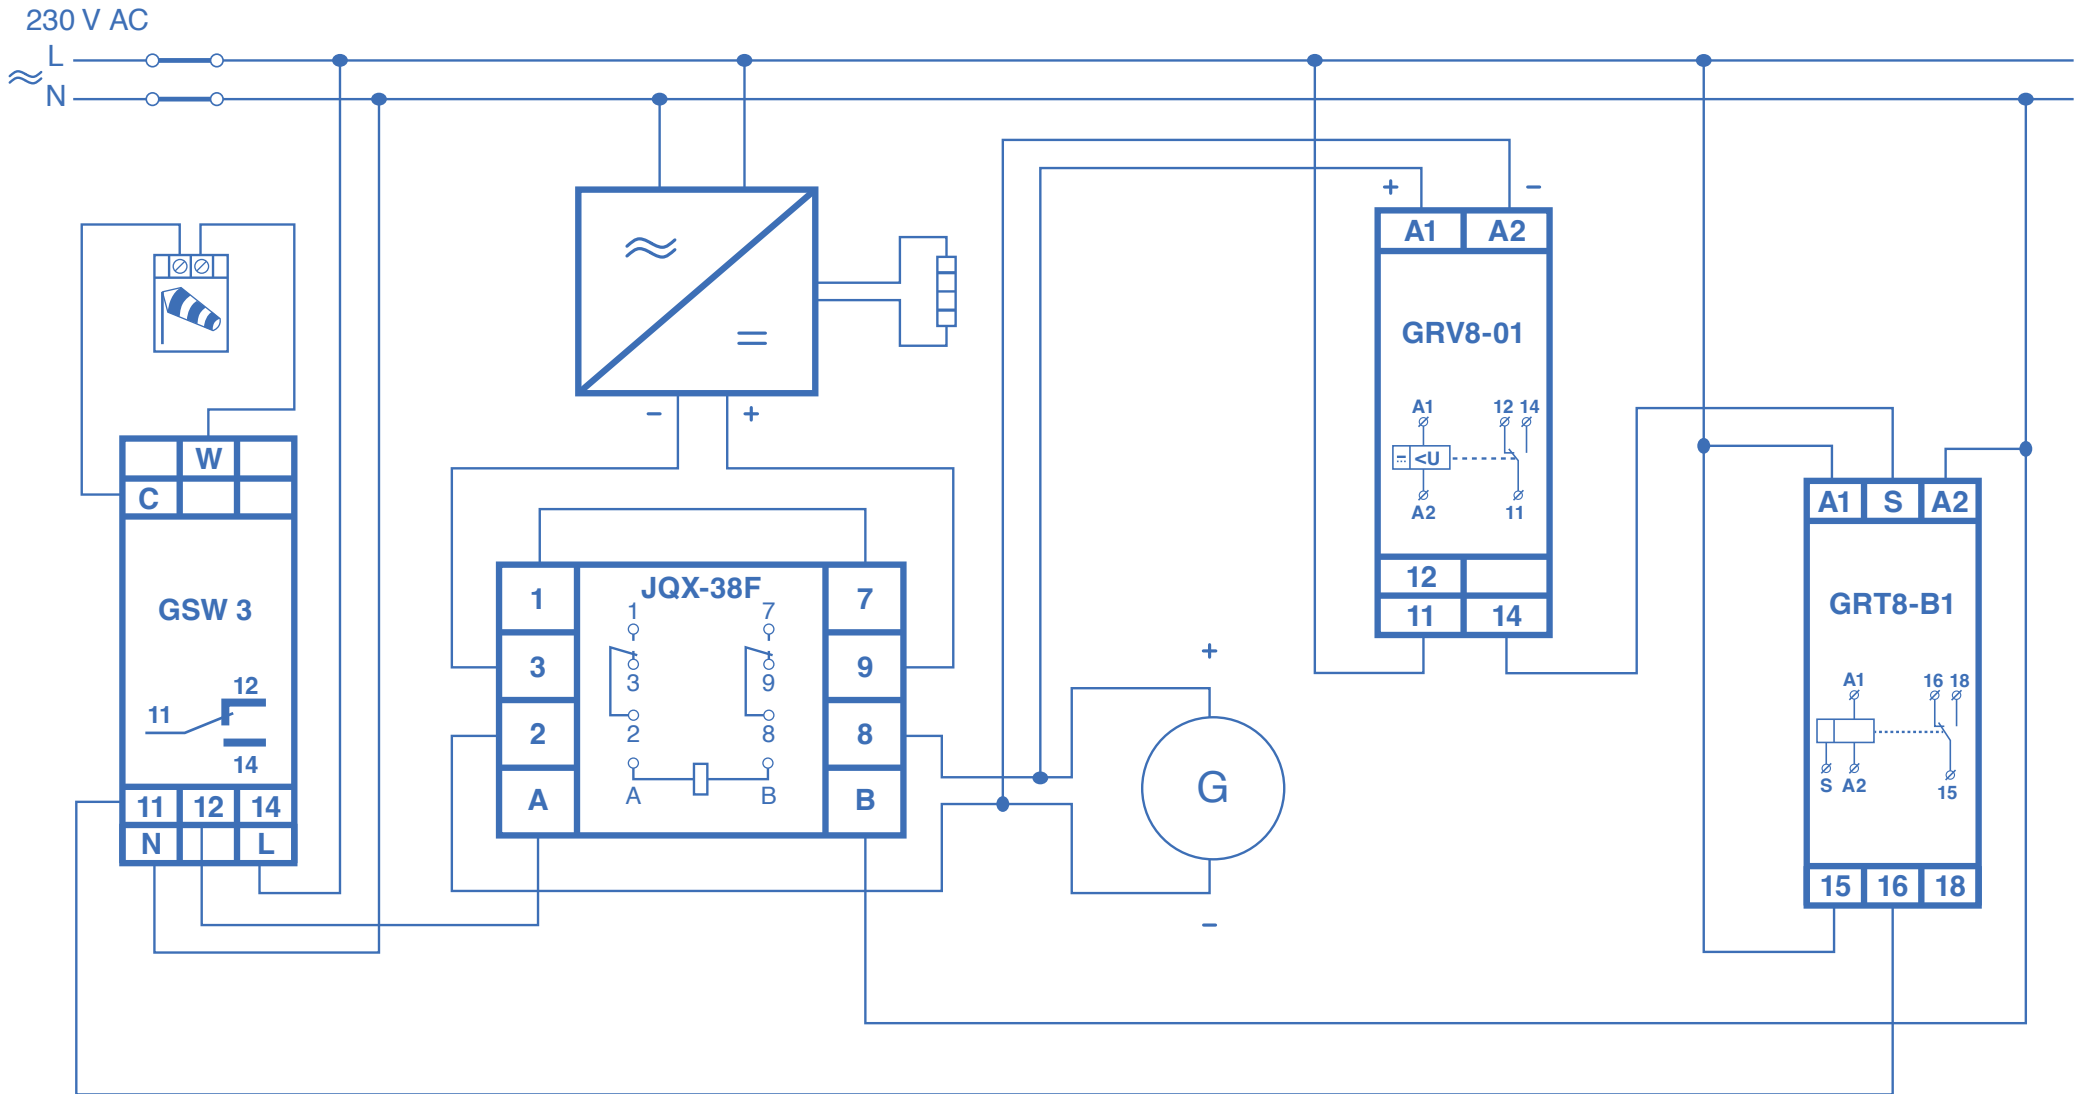 230 V AC
L
N
+ −
A1 A2
GRV8-01
A1 12 14
<U
A2 11
12
11 14
− +
W
C
GSW 3
12
11
14
11 12 14
N L
JQX-38F
1 7
3 9
2 8
A B
1 7
3 9
2 8
A B
+
G
−
A1 S A2
GRT8-B1
A1 16 18
S A2 15
15 16 18